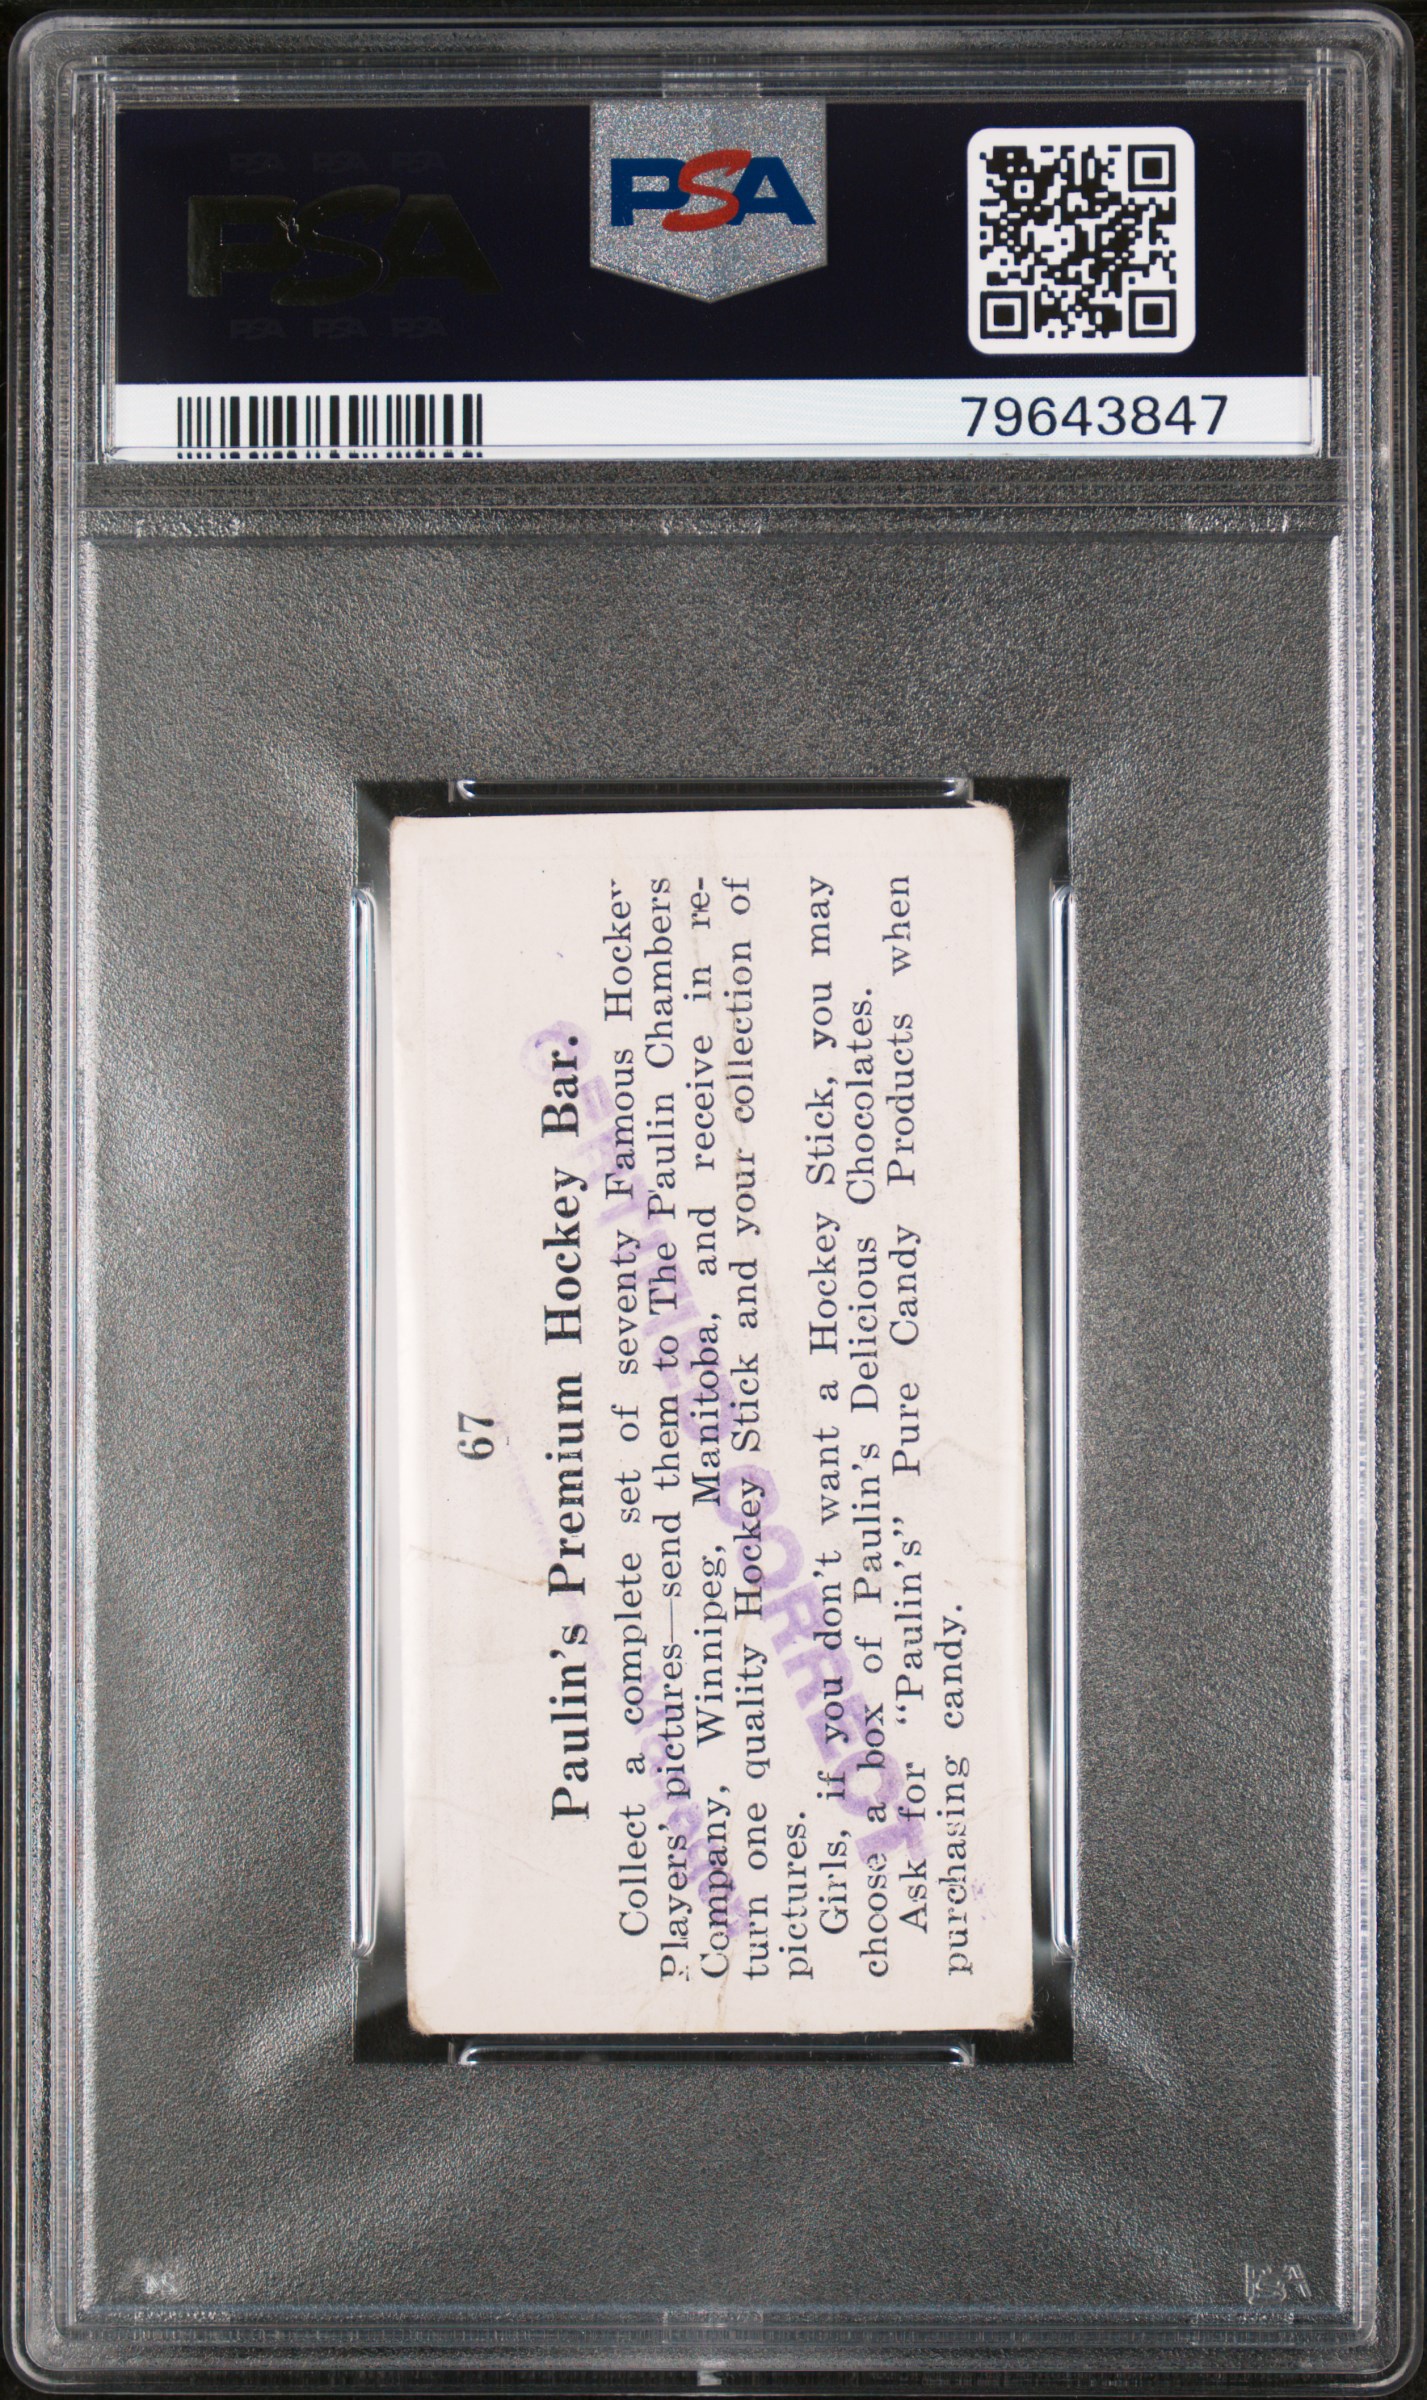 PSA
PSA
79643847
67
Paulin's Premium Hockey Bar.
Collect a complete set of seventy Famous Hockey
Players' pictures—send them to The Paulin Chambers
Company, Winnipeg, Manitoba, and receive in re-
turn one quality Hockey Stick and your collection of
pictures.
Girls, if you don't want a Hockey Stick, you may
choose a box of Paulin's Delicious Chocolates.
Ask for "Paulin's" Pure Candy Products when
purchasing candy.
CERTIFIED CORRECT
Manager
PSA